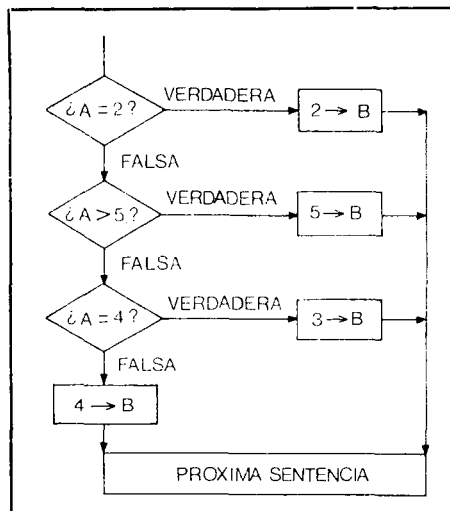 VERDADERA
¿A = 2?
2 → B
FALSA
VERDADERA
¿A > 5?
5 → B
FALSA
VERDADERA
¿A = 4?
3 → B
FALSA
4 → B
PROXIMA SENTENCIA